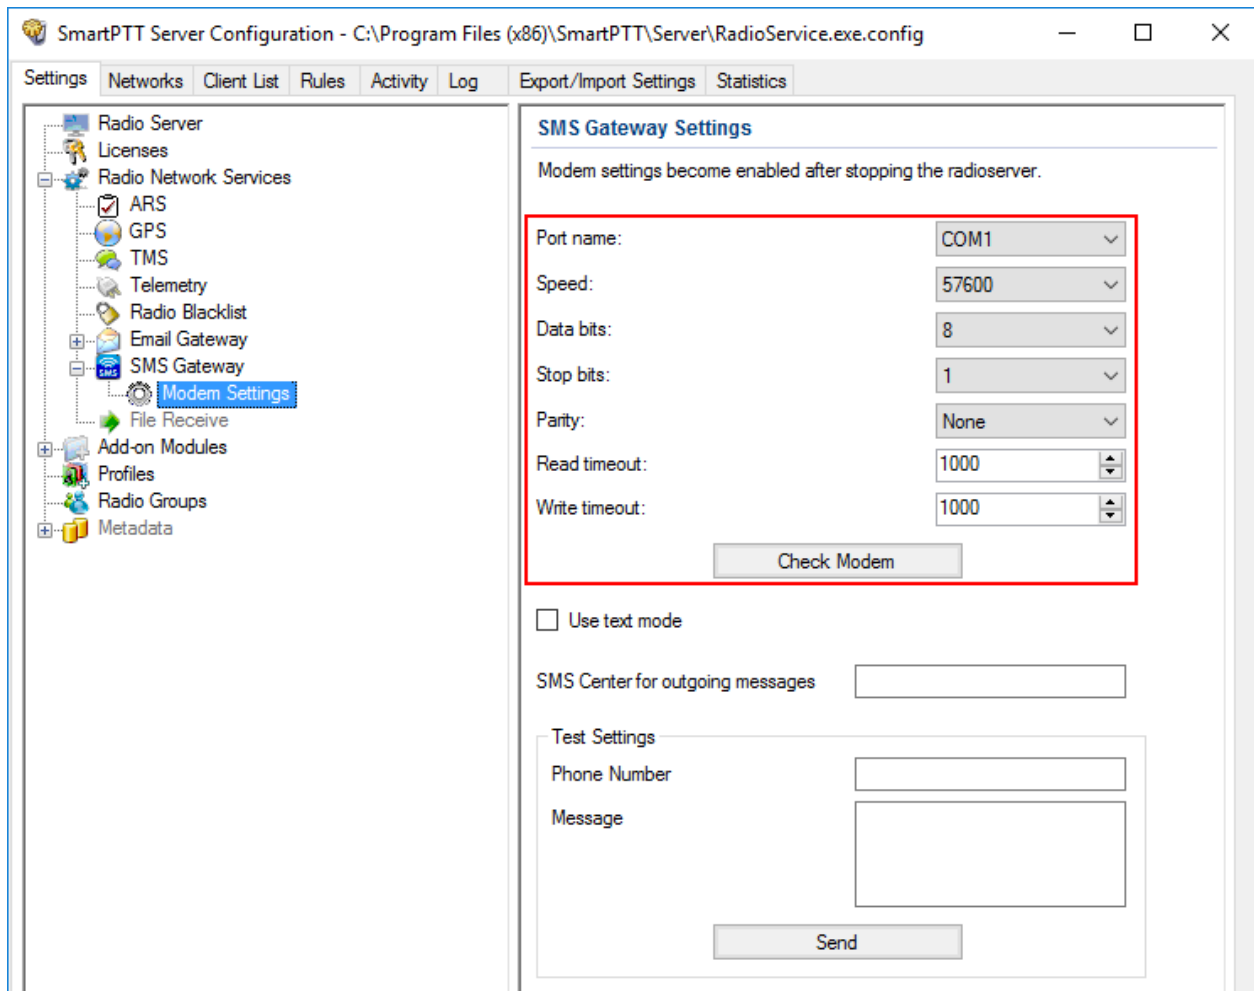 SmartPTT Server Configuration - C:\Program Files (x86)\SmartPTT\Server\RadioService.exe.config
Settings Networks Client List Rules Activity Log Export/Import Settings Statistics
Radio Server
Licenses
Radio Network Services
ARS
GPS
TMS
Telemetry
Radio Blacklist
Email Gateway
SMS Gateway
Modem Settings
File Receive
Add-on Modules
Profiles
Radio Groups
Metadata
SMS Gateway Settings
Modem settings become enabled after stopping the radioserver.
Port name: COM1
Speed: 57600
Data bits: 8
Stop bits: 1
Parity: None
Read timeout: 1000
Write timeout: 1000
Check Modem
Use text mode
SMS Center for outgoing messages
Test Settings
Phone Number
Message
Send